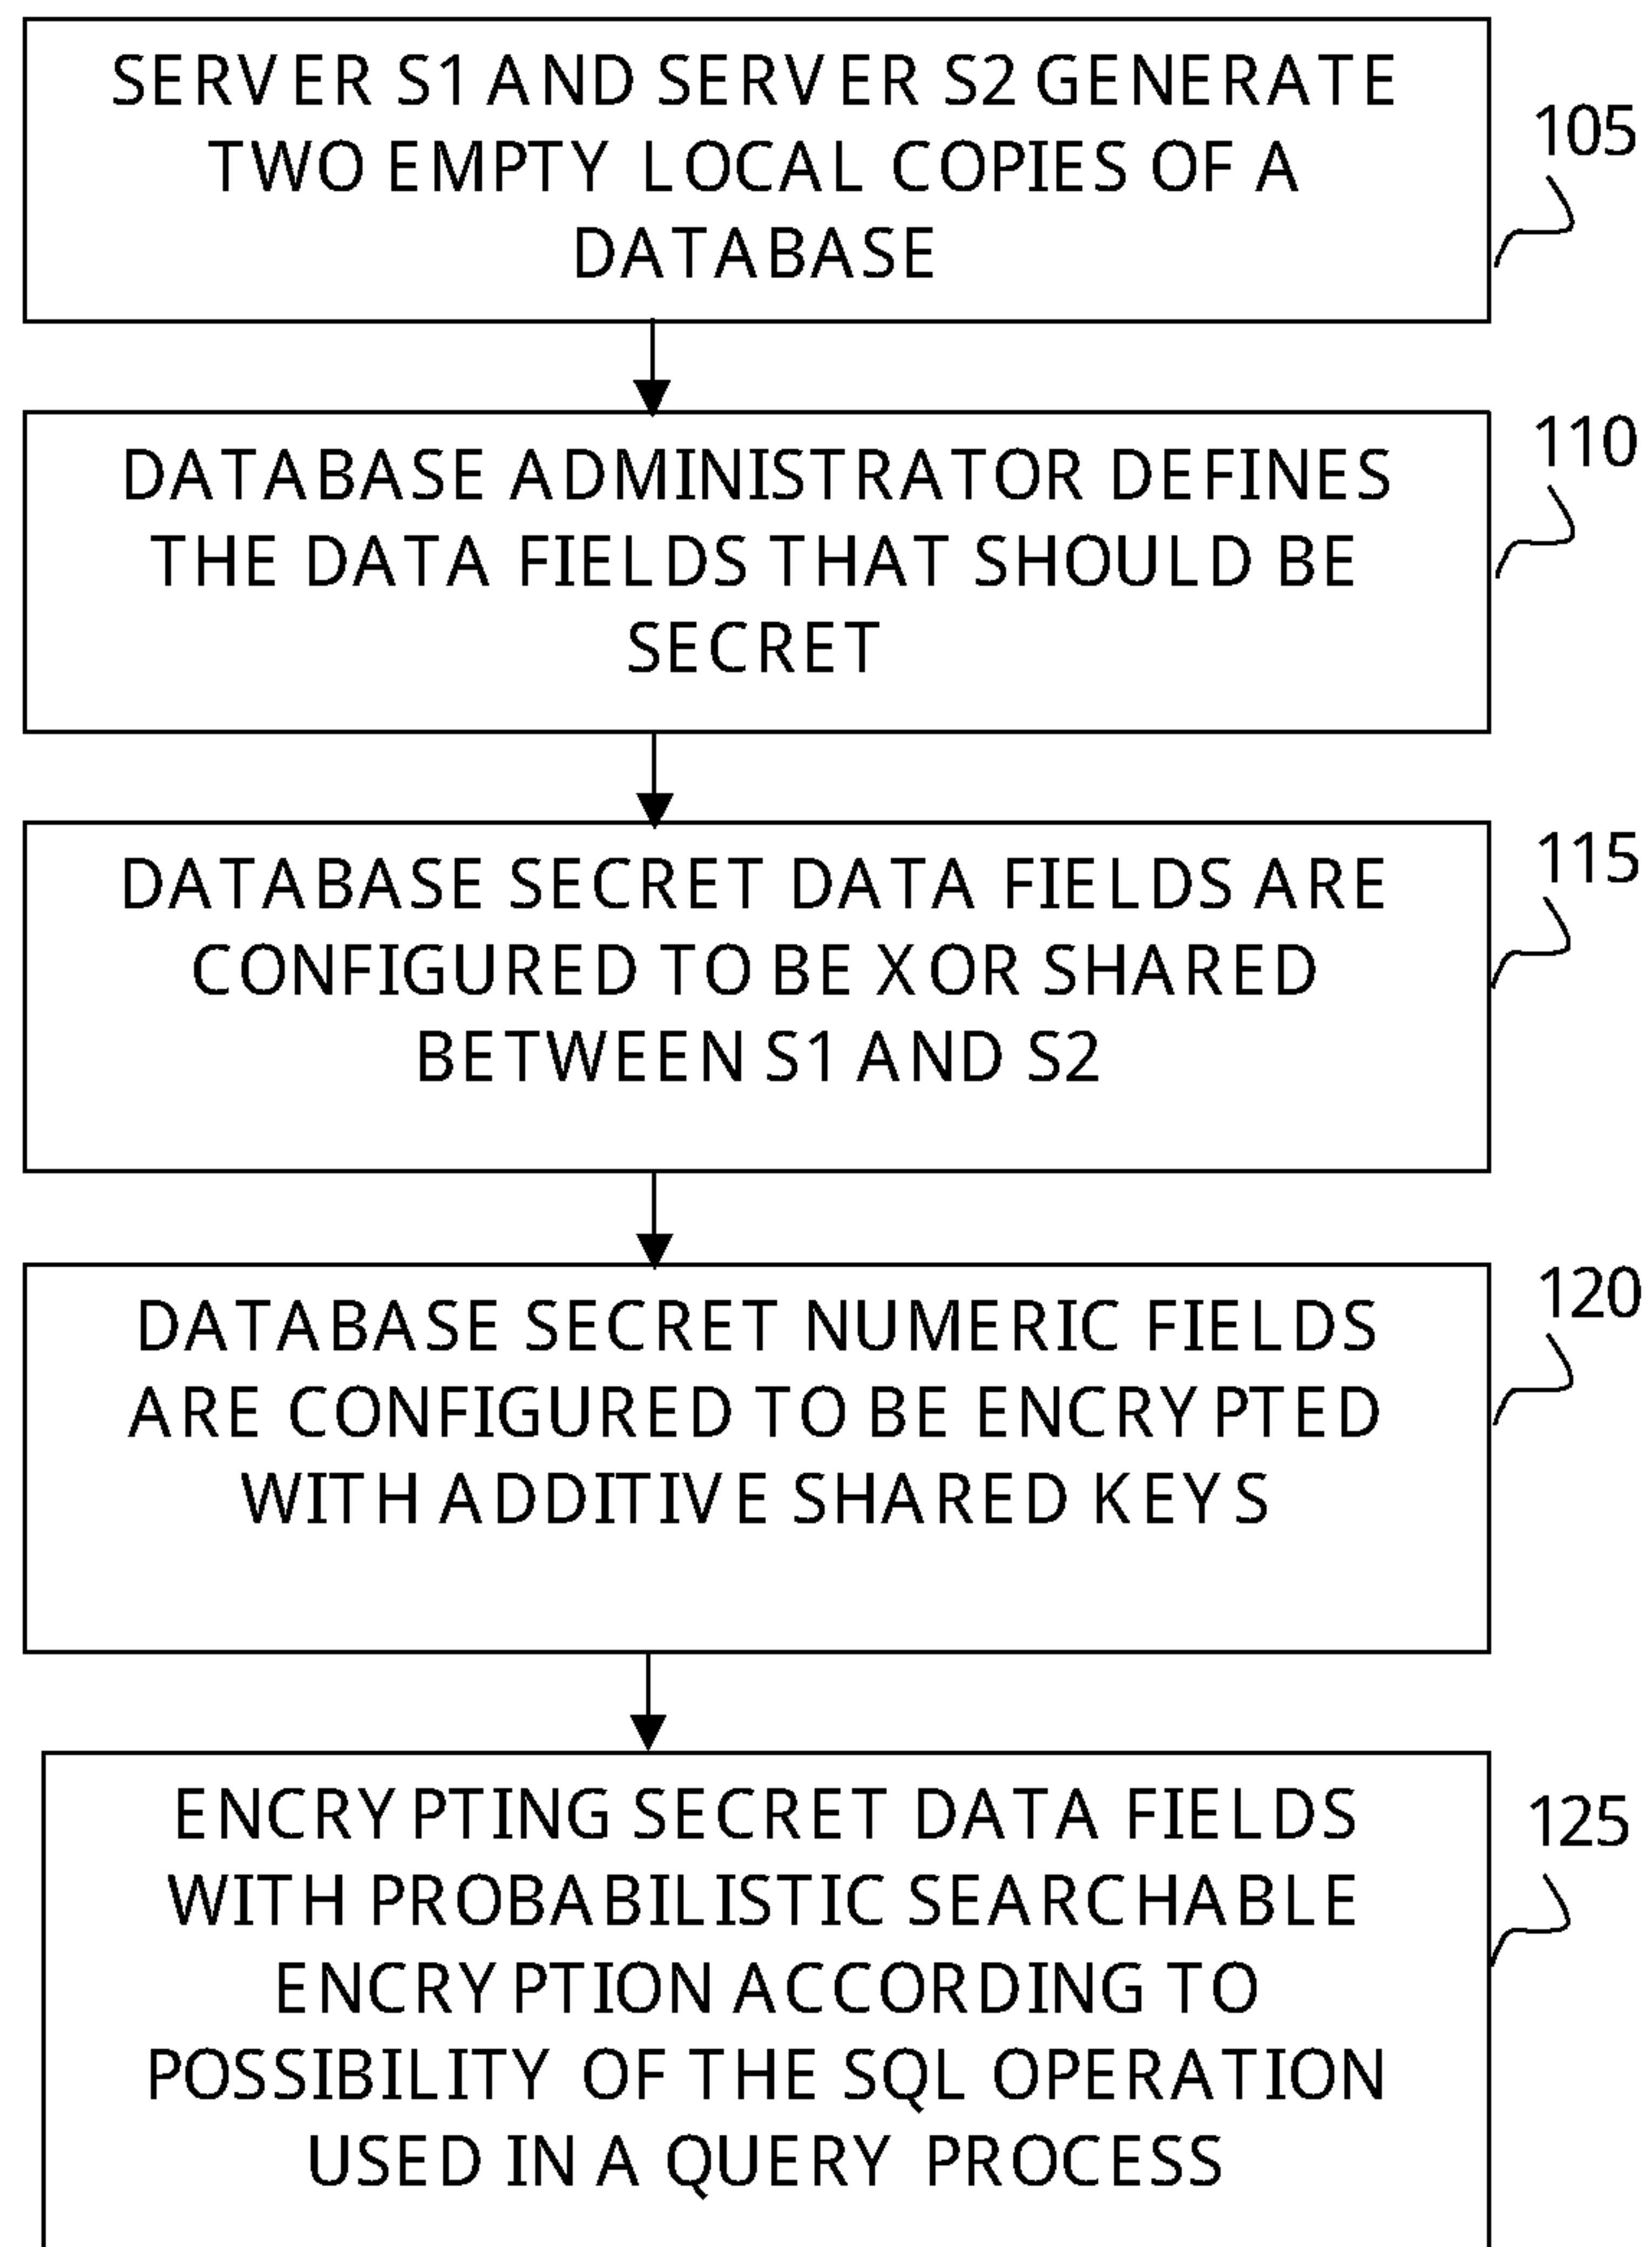 SERVER S1 AND SERVER S2 GENERATE
TWO EMPTY LOCAL COPIES OF A
DATABASE
105
DATABASE ADMINISTRATOR DEFINES
THE DATA FIELDS THAT SHOULD BE
SECRET
110
DATABASE SECRET DATA FIELDS ARE
CONFIGURED TO BE XOR SHARED
BETWEEN S1 AND S2
115
DATABASE SECRET NUMERIC FIELDS
ARE CONFIGURED TO BE ENCRYPTED
WITH ADDITIVE SHARED KEYS
120
ENCRYPTING SECRET DATA FIELDS
WITH PROBABILISTIC SEARCHABLE
ENCRYPTION ACCORDING TO
POSSIBILITY OF THE SQL OPERATION
USED IN A QUERY PROCESS
125